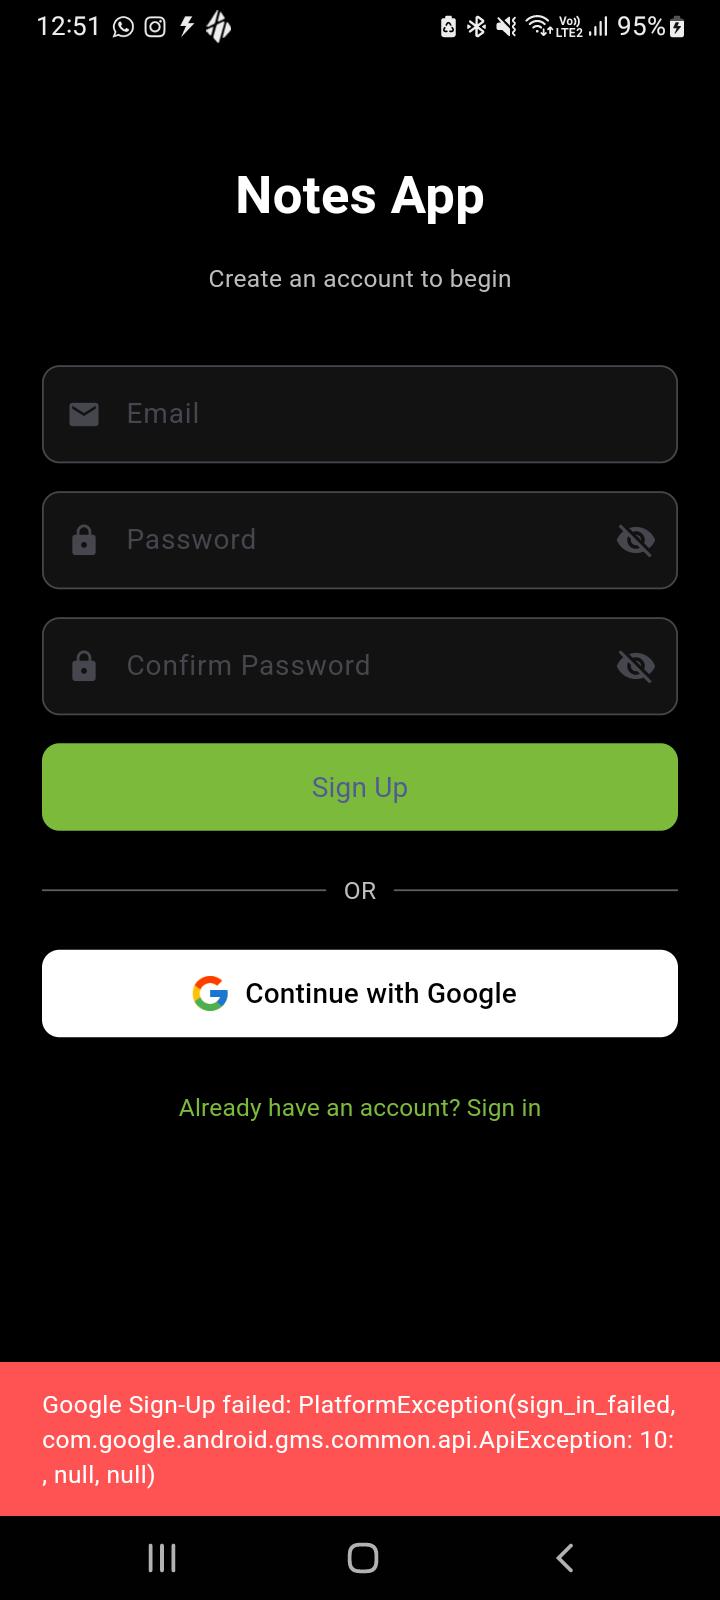 12:51
Vo)) LTE2 95%
Notes App
Create an account to begin
Email
Password
Confirm Password
Sign Up
OR
Continue with Google
Already have an account? Sign in
Google Sign-Up failed: PlatformException(sign_in_failed,
com.google.android.gms.common.api.ApiException: 10:
, null, null)